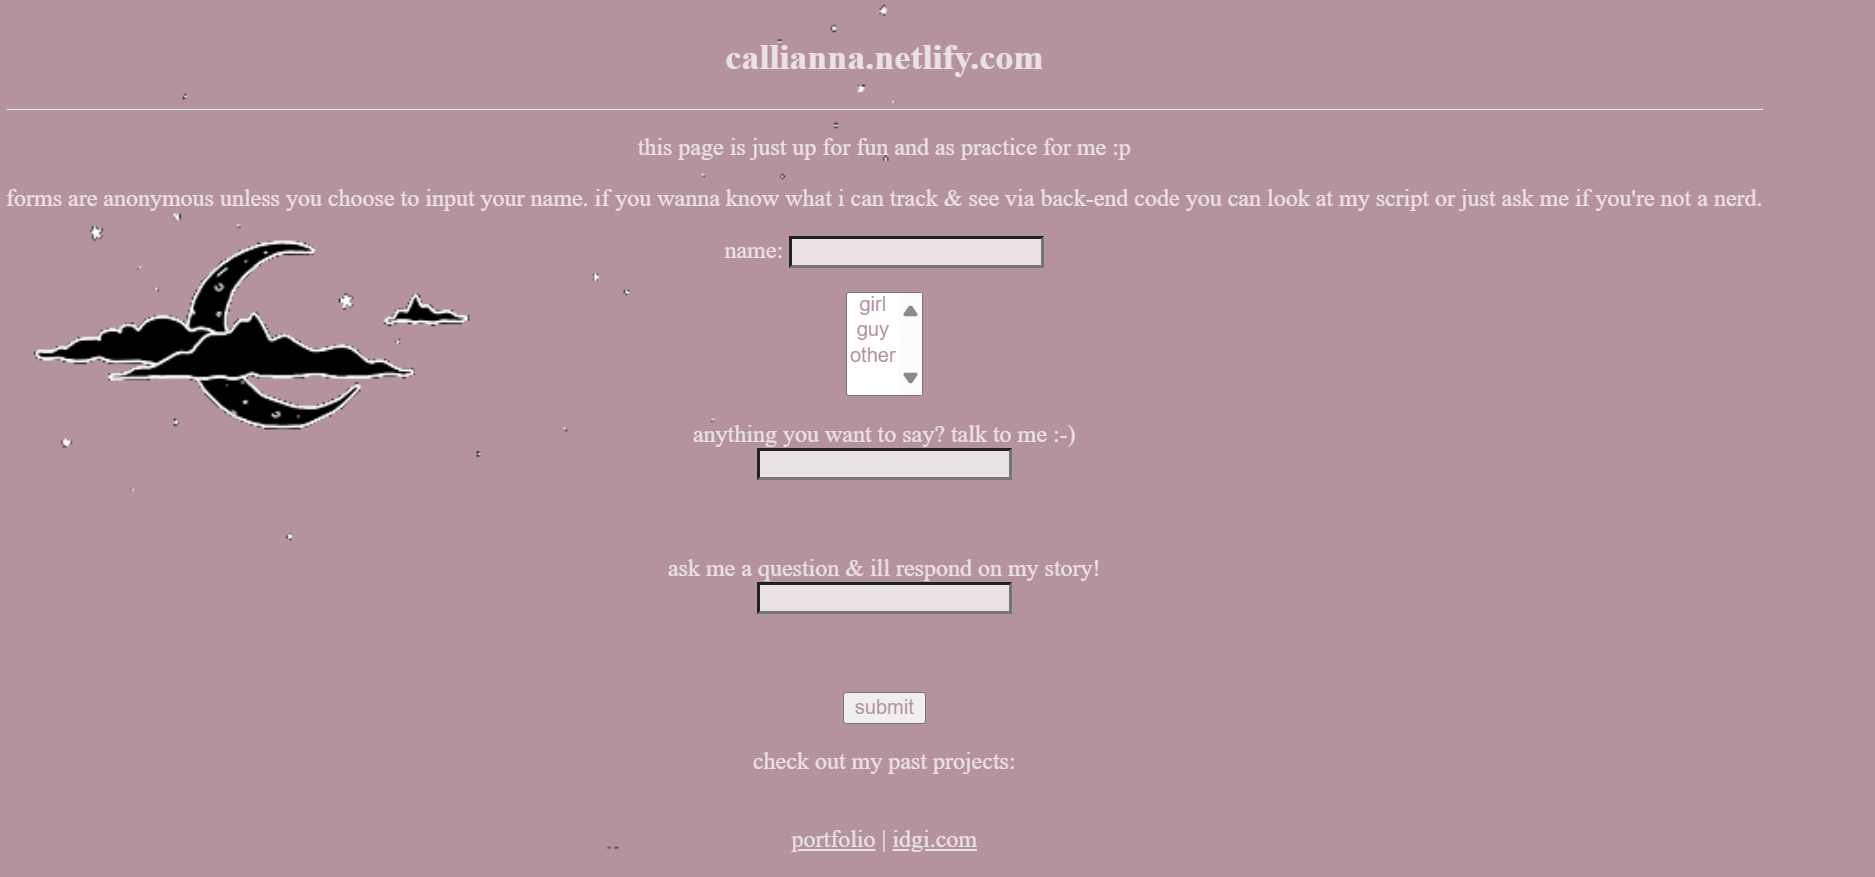 callianna.netlify.com
this page is just up for fun and as practice for me :p
forms are anonymous unless you choose to input your name. if you wanna know what i can track & see via back-end code you can look at my script or just ask me if you're not a nerd.
name:
girl
guy
other
anything you want to say? talk to me :-)
ask me a question & ill respond on my story!
submit
check out my past projects:
portfolio | idgi.com